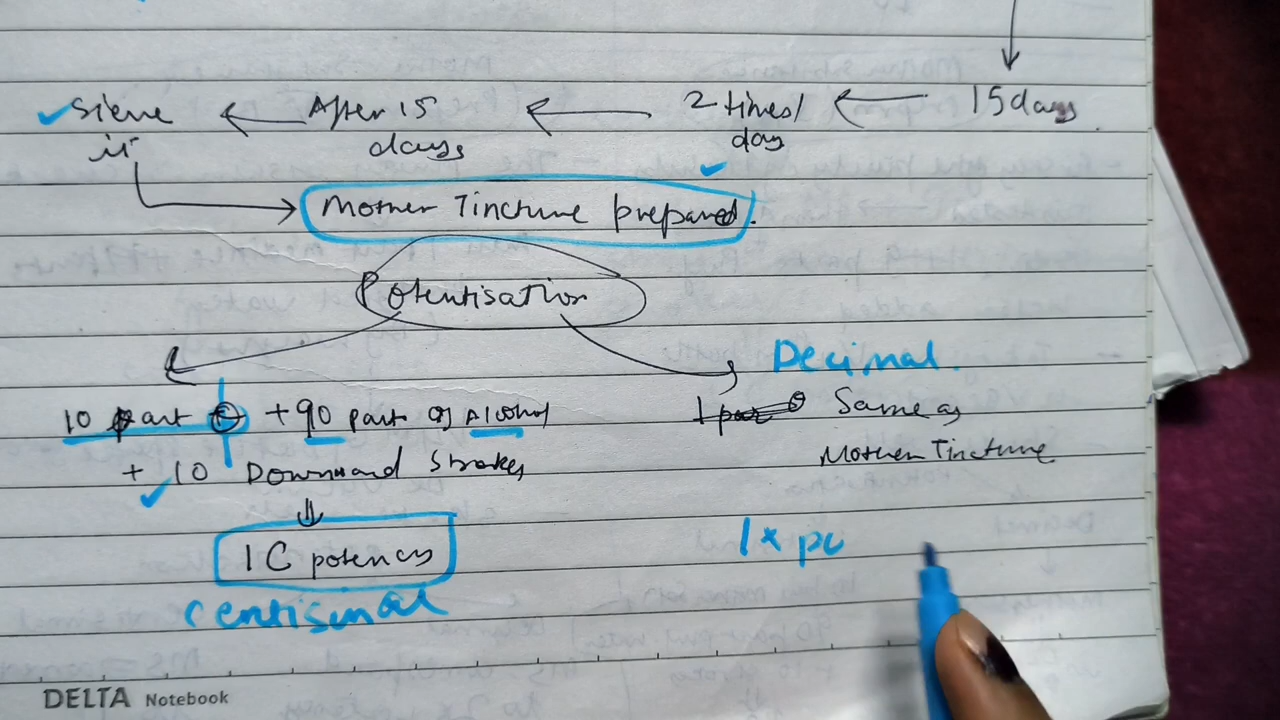 Sieve it ← After 15 days ← 2 times/ day ← 15 days
Mother Tincture prepared.
Potentisation
Decimal.
10 part θ + 90 part of Alcohol
Same as
+ 10 Downward Strokes
Mother Tincture
1C potency
1x po
Centisimal
DELTA Notebook